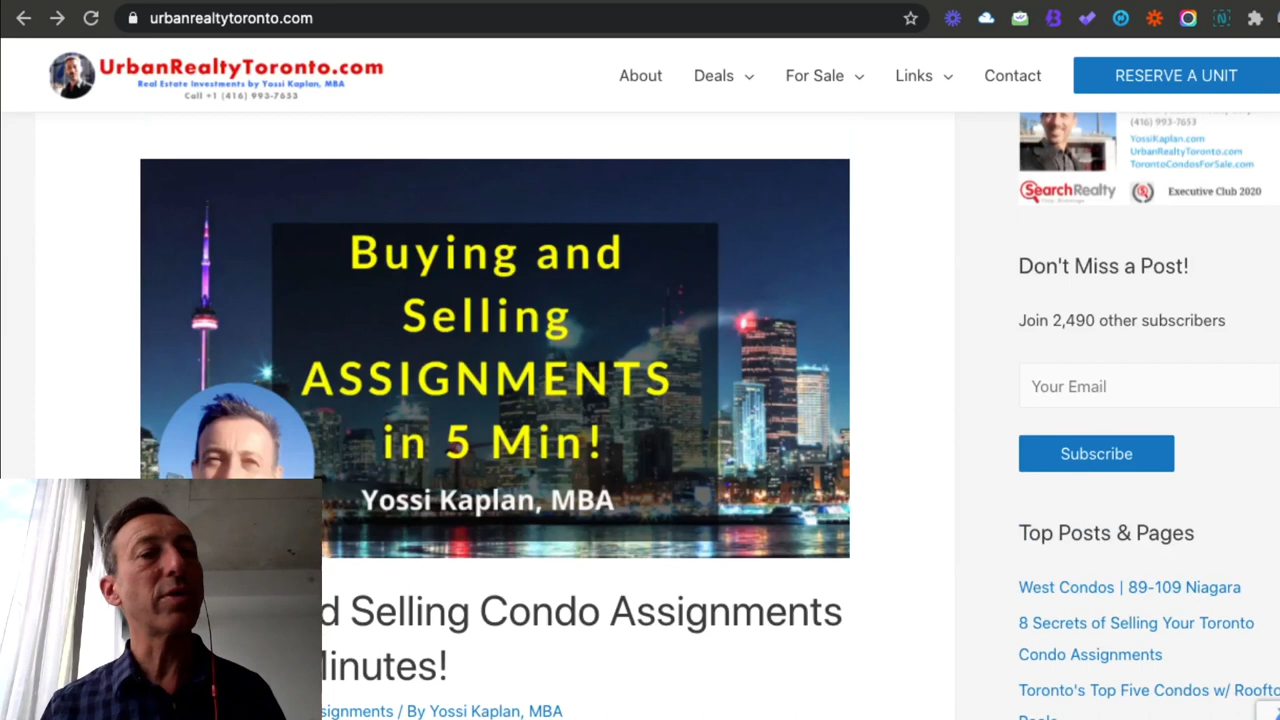 urbanrealtytoronto.com
UrbanRealtyToronto.com
Real Estate Investments by Yossi Kaplan, MBA
Call +1 (416) 993-7653
About
Deals
For Sale
Links
Contact
RESERVE A UNIT
(416) 993-7653
YossiKaplan.com
UrbanRealtyToronto.com
TorontoCondosForSale.com
SearchRealty
Executive Club 2020
Buying and
Selling
ASSIGNMENTS
in 5 Min!
Yossi Kaplan, MBA
Don't Miss a Post!
Join 2,490 other subscribers
Your Email
Subscribe
Top Posts & Pages
West Condos | 89-109 Niagara
8 Secrets of Selling Your Toronto
Condo Assignments
Toronto's Top Five Condos w/
d Selling Condo Assignments
inutes!
signments / By Yossi Kaplan, MBA